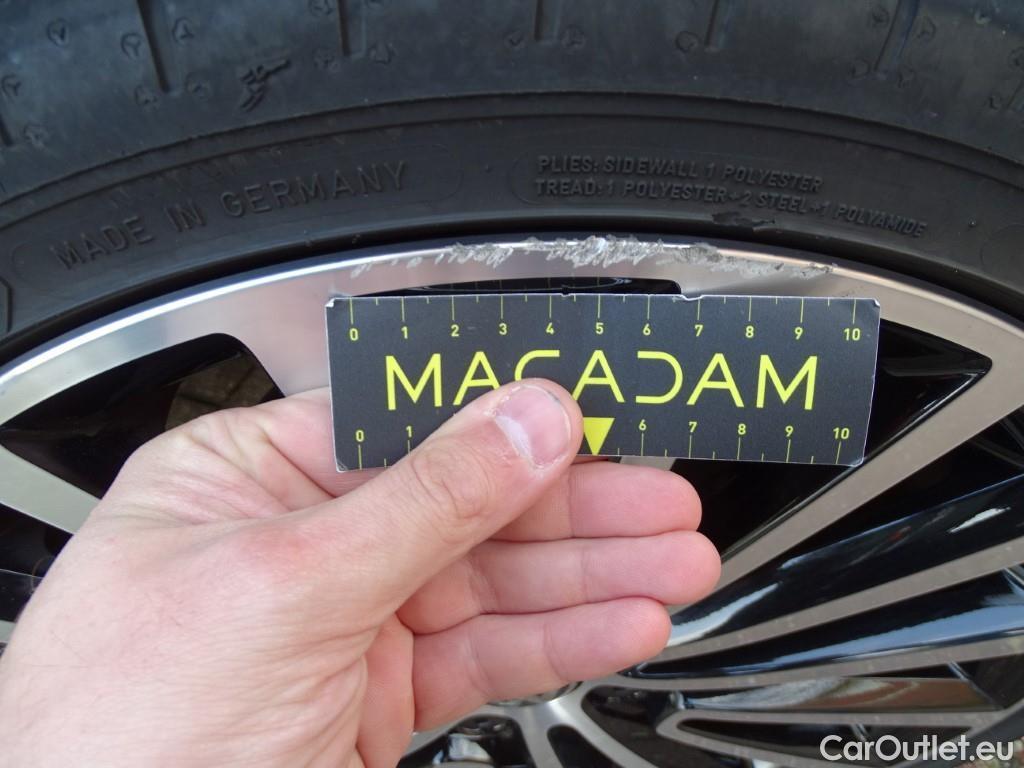 MADE IN GERMANY
PLIES: SIDEWALL 1 POLYESTER
TREAD: 1 POLYESTER + 2 STEEL + 1 POLYAMIDE
0 1 2 3 4 5 6 7 8 9 10
MACADAM
0 1 6 7 8 9 10
CarOutlet.eu